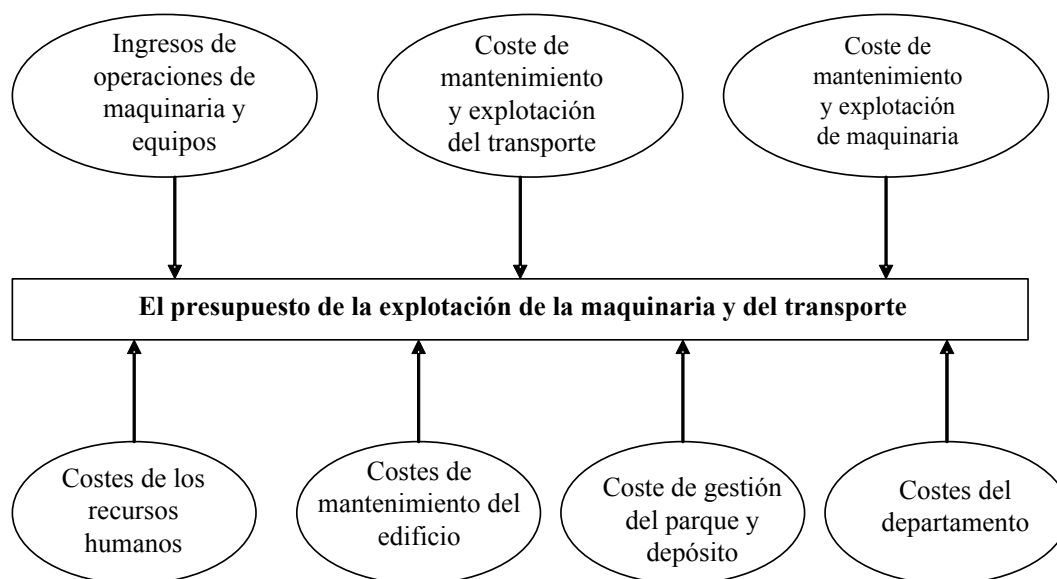 Ingresos de
operaciones de
maquinaria y
equipos
Coste de
mantenimiento
y explotación
del transporte
Coste de
mantenimiento
y explotación
de maquinaria
El presupuesto de la explotación de la maquinaria y del transporte
Costes de los
recursos
humanos
Costes de
mantenimiento del
edificio
Coste de gestión
del parque y
depósito
Costes del
departamento